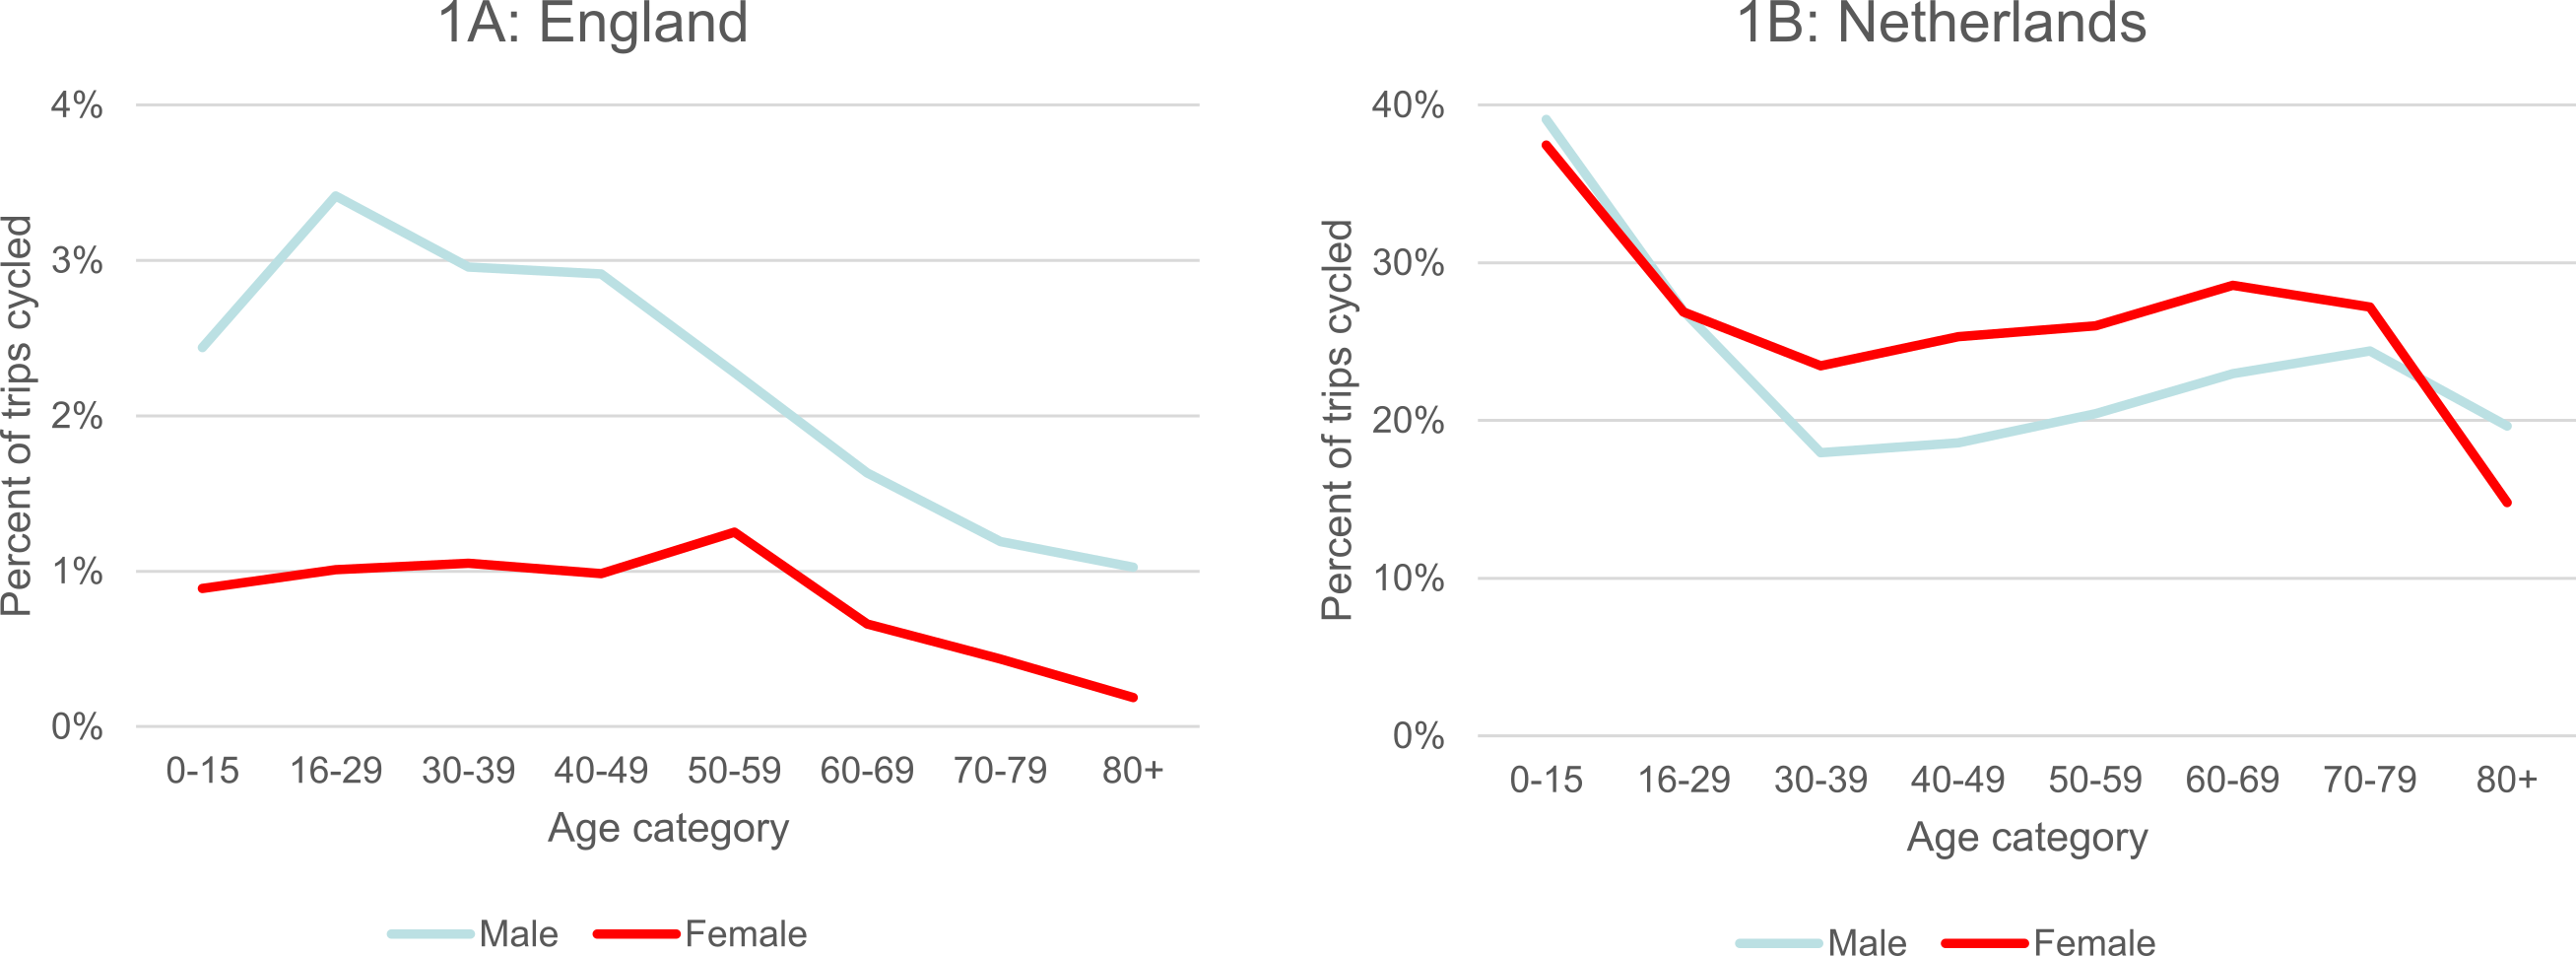 1A: England
Percent of trips cycled
4%
3%
2%
1%
0%
0-15 16-29 30-39 40-49 50-59 60-69 70-79 80+
Age category
Male Female
1B: Netherlands
Percent of trips cycled
40%
30%
20%
10%
0%
0-15 16-29 30-39 40-49 50-59 60-69 70-79 80+
Age category
Male Female